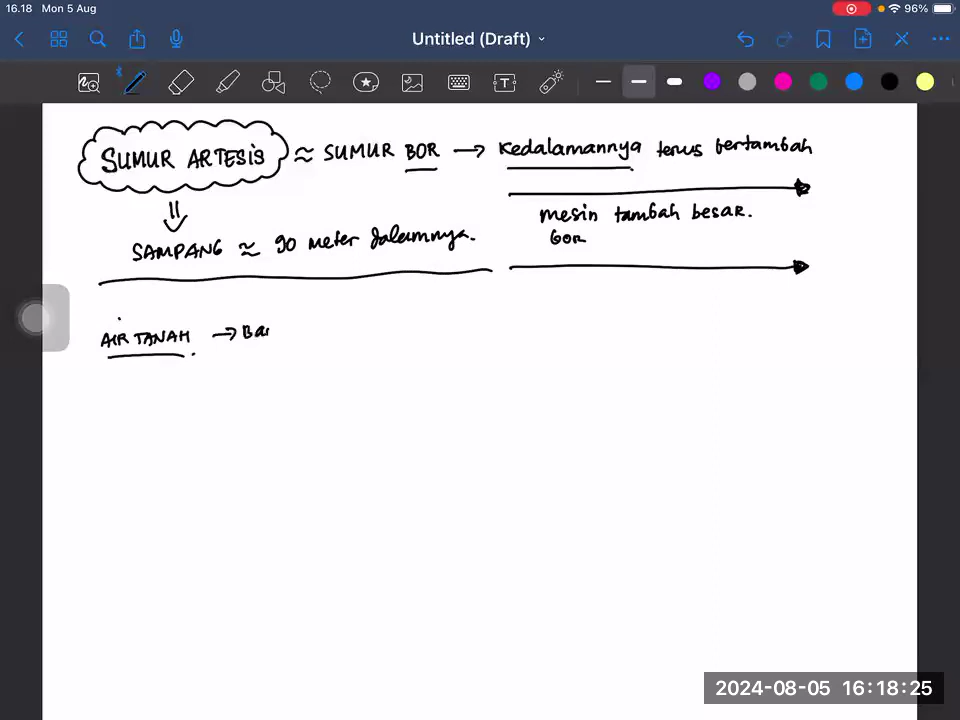 16.18 Mon 5 Aug
96%
Untitled (Draft)
SUMUR ARTESIS ≈ SUMUR BOR → Kedalamannya terus bertambah
mesin tambah besar.
bor
SAMPANG ≈ 90 meter dalamnya.
AIR TANAH → Bar
2024-08-05 16:18:25